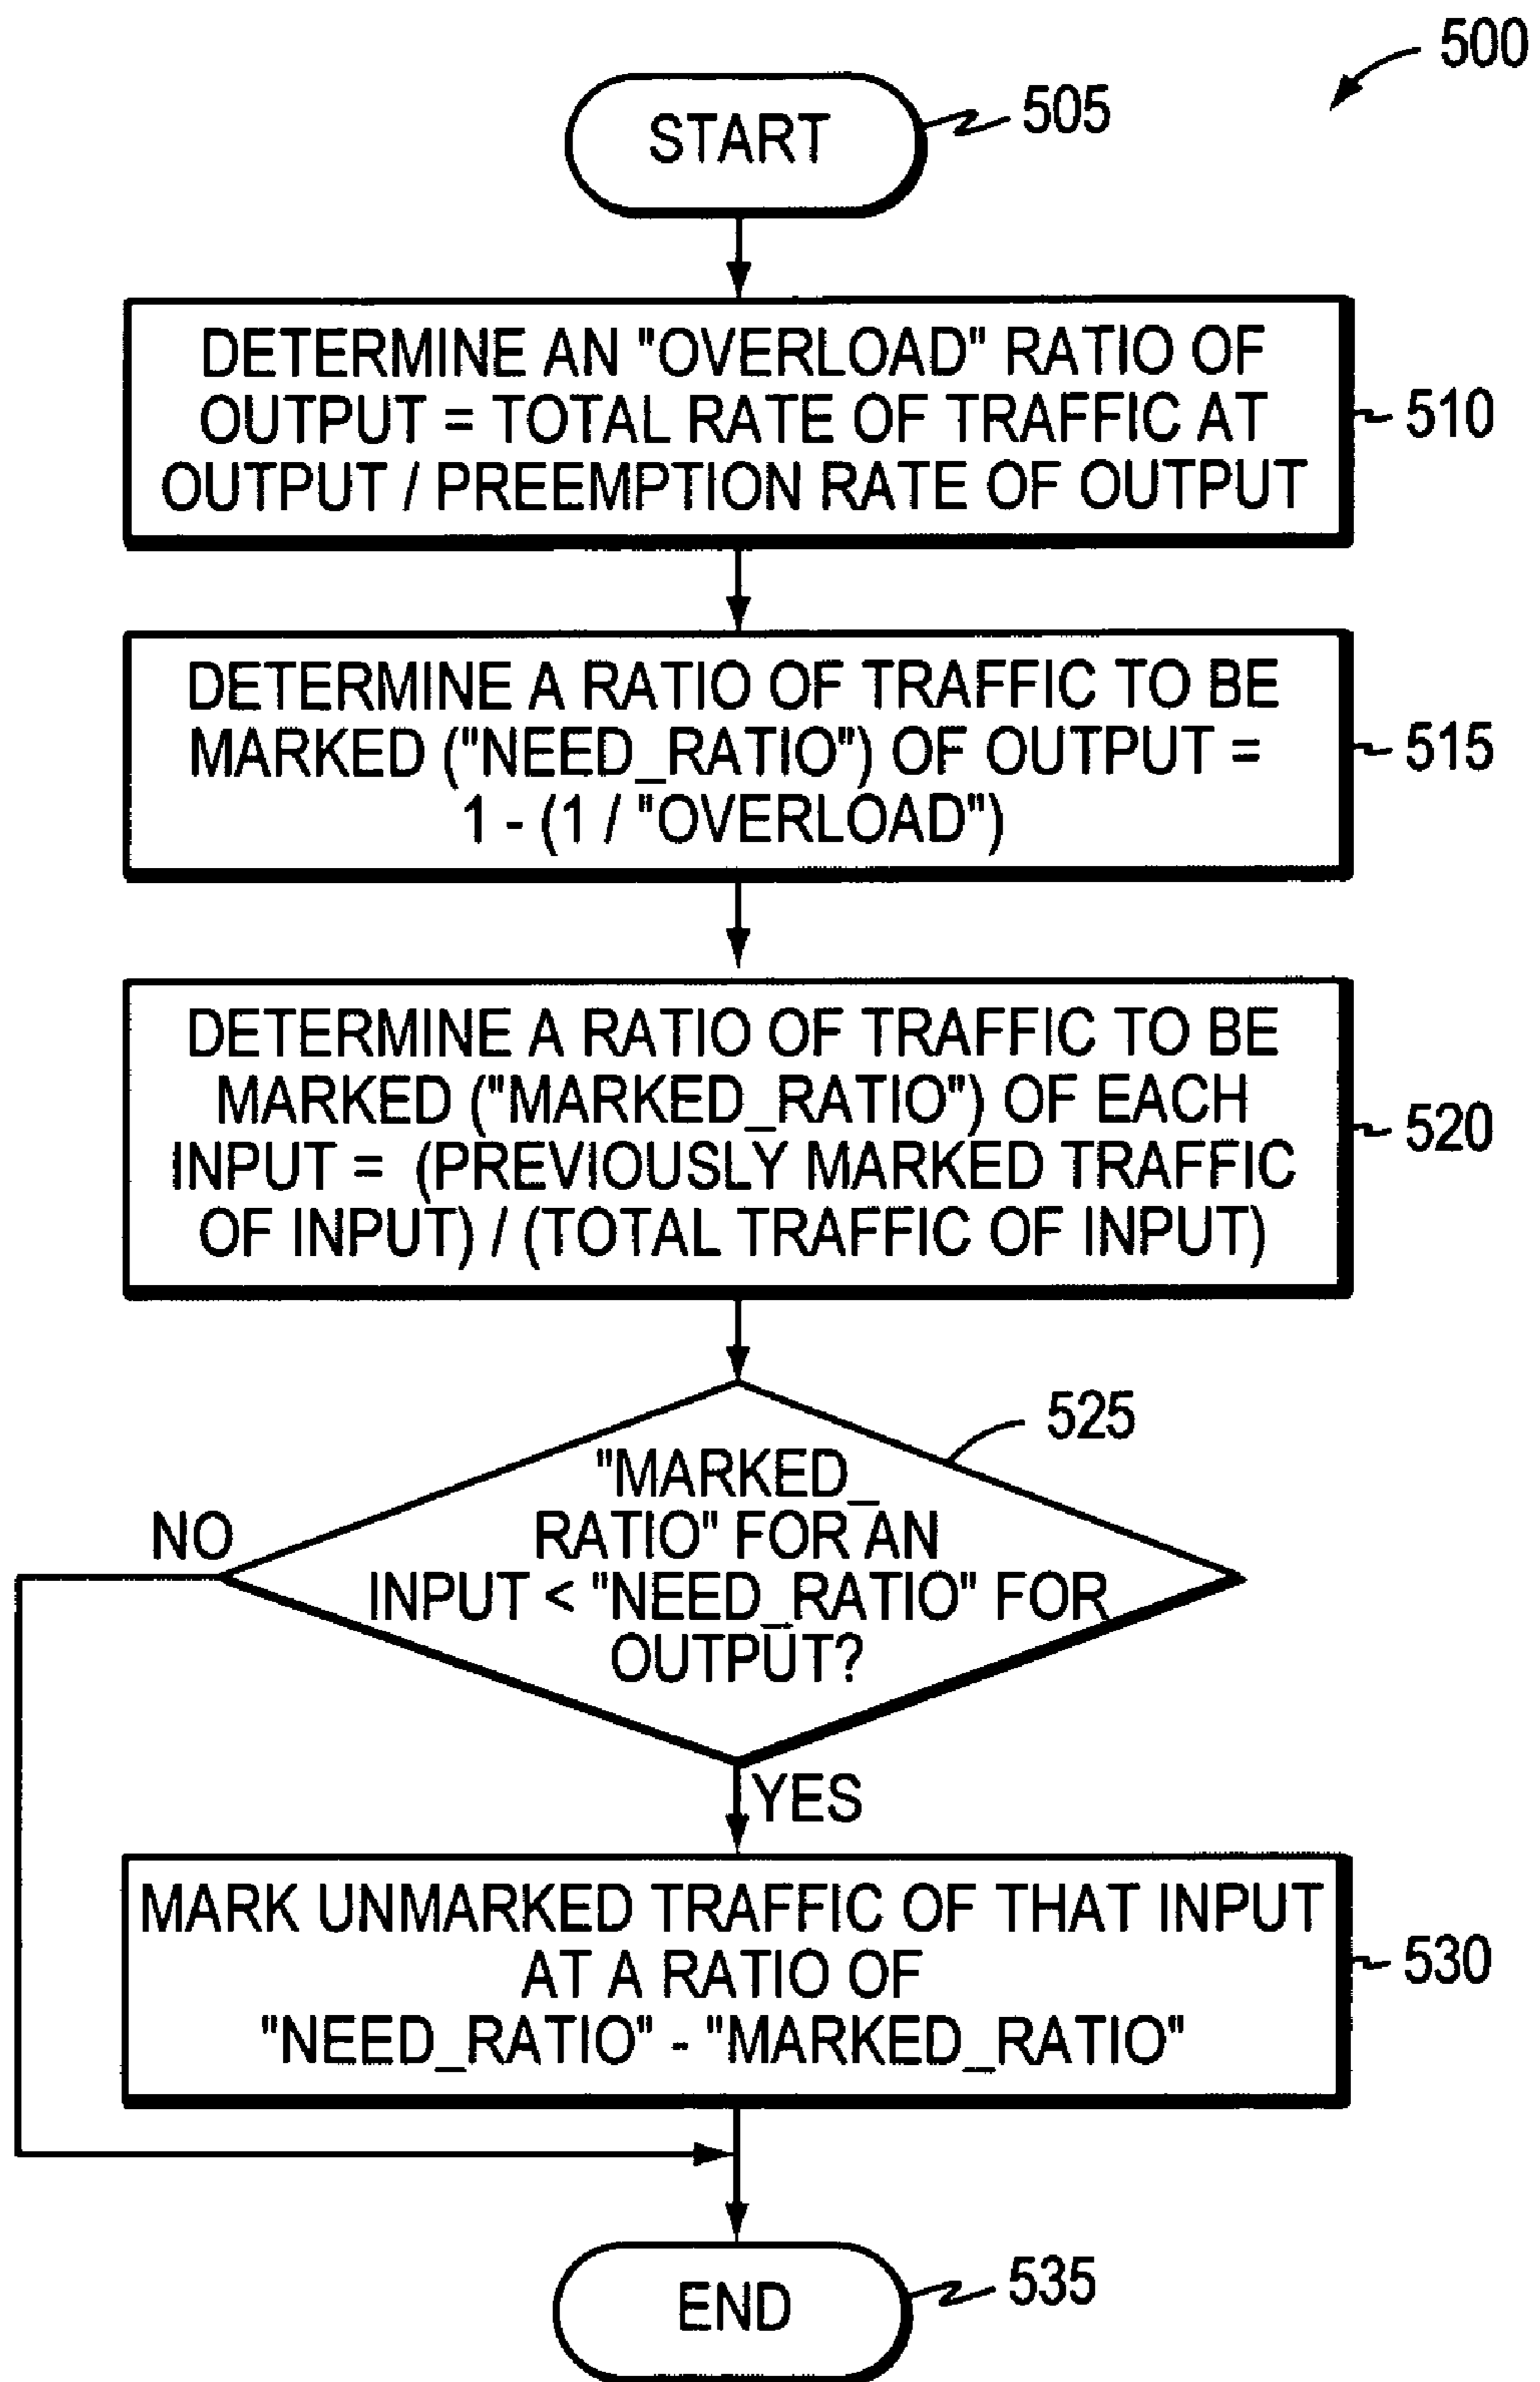 500
START
505
DETERMINE AN "OVERLOAD" RATIO OF
OUTPUT = TOTAL RATE OF TRAFFIC AT
OUTPUT / PREEMPTION RATE OF OUTPUT
510
DETERMINE A RATIO OF TRAFFIC TO BE
MARKED ("NEED_RATIO") OF OUTPUT =
1 - (1 / "OVERLOAD")
515
DETERMINE A RATIO OF TRAFFIC TO BE
MARKED ("MARKED_RATIO") OF EACH
INPUT = (PREVIOUSLY MARKED TRAFFIC
OF INPUT) / (TOTAL TRAFFIC OF INPUT)
520
525
"MARKED_
RATIO" FOR AN
INPUT < "NEED_RATIO" FOR
OUTPUT?
NO
YES
MARK UNMARKED TRAFFIC OF THAT INPUT
AT A RATIO OF
"NEED_RATIO" - "MARKED_RATIO"
530
END
535